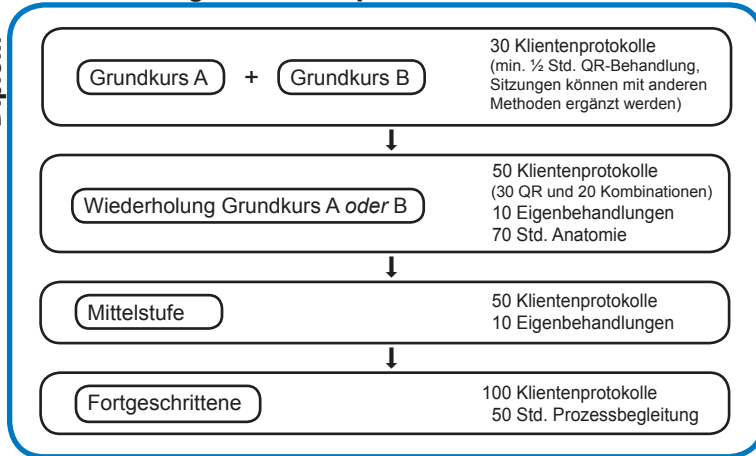 30 Klientenprotokolle
(min. ½ Std. QR-Behandlung,
Sitzungen können mit anderen
Methoden ergänzt werden)
Grundkurs A + Grundkurs B
50 Klientenprotokolle
(30 QR und 20 Kombinationen)
10 Eigenbehandlungen
70 Std. Anatomie
Wiederholung Grundkurs A oder B
Mittelstufe
50 Klientenprotokolle
10 Eigenbehandlungen
Fortgeschrittene
100 Klientenprotokolle
50 Std. Prozessbegleitung